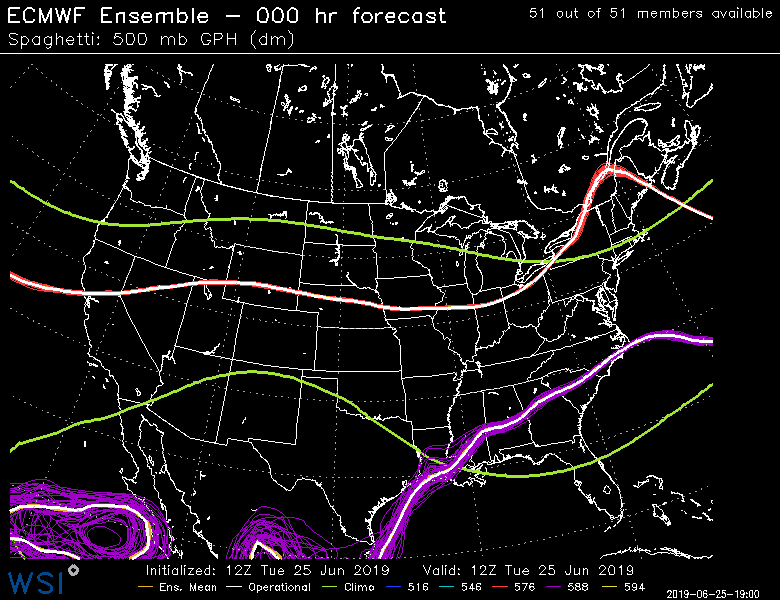 ECMWF Ensemble – 000 hr forecast 51 out of 51 members available
Spaghetti: 500 mb GPH (dm)
Initialized: 12Z Tue 25 Jun 2019 Valid: 12Z Tue 25 Jun 2019
WSI Ens. Mean Operational Climo 516 546 576 588 594
2019-06-25-19:00